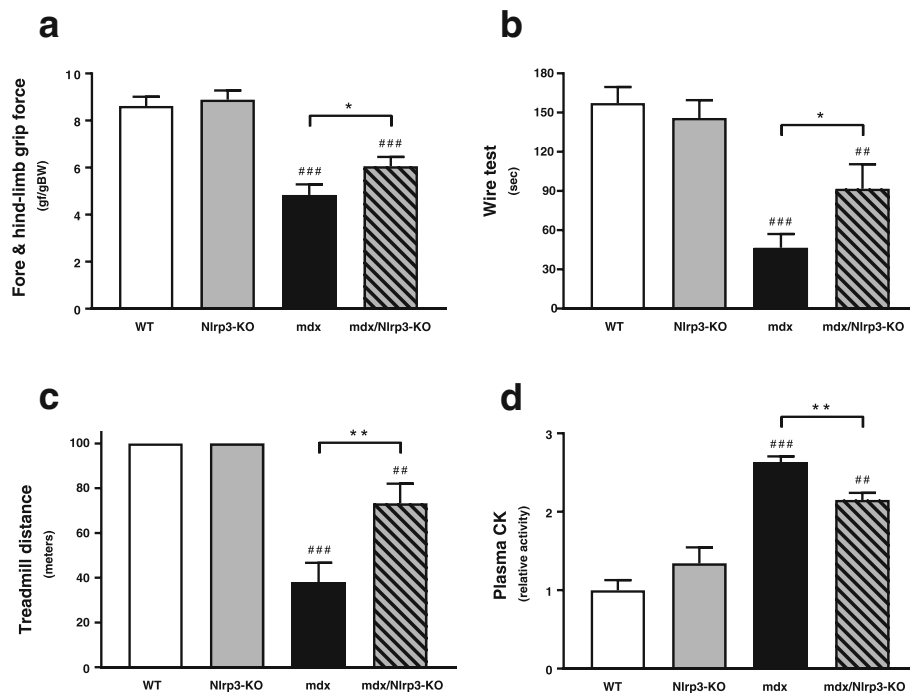 a
Fore & hind-limb grip force
(gf/gBW)
10
8
6
4
2
0
*
###
###
WT
Nlrp3-KO
mdx
mdx/Nlrp3-KO
b
Wire test
(sec)
180
150
120
90
60
30
0
*
###
##
WT
Nlrp3-KO
mdx
mdx/Nlrp3-KO
c
Treadmill distance
(meters)
100
80
60
40
20
0
**
###
##
WT
Nlrp3-KO
mdx
mdx/Nlrp3-KO
d
Plasma CK
(relative activity)
3
2
1
0
**
###
##
WT
Nlrp3-KO
mdx
mdx/Nlrp3-KO